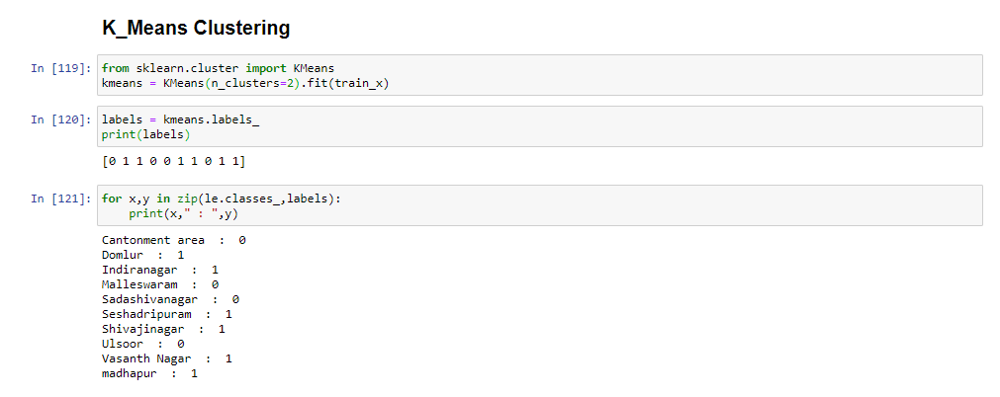 K_Means Clustering
In [119]: from sklearn.cluster import KMeans
kmeans = KMeans(n_clusters=2).fit(train_x)
In [120]: labels = kmeans.labels_
print(labels)
[0 1 1 0 0 1 1 0 1 1]
In [121]: for x,y in zip(le.classes_,labels):
    print(x," : ",y)
Cantonment area  :  0
Domlur  :  1
Indiranagar  :  1
Malleswaram  :  0
Sadashivanagar  :  0
Seshadripuram  :  1
Shivajinagar  :  1
Ulsoor  :  0
Vasanth Nagar  :  1
madhapur  :  1